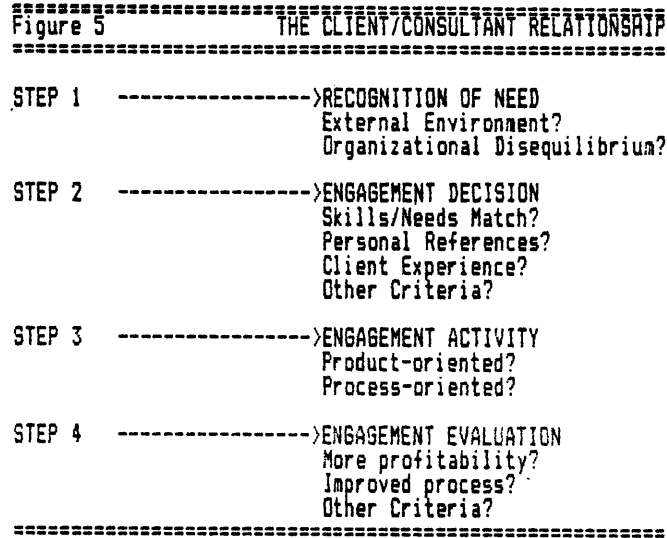 Figure 5 THE CLIENT/CONSULTANT RELATIONSHIP
STEP 1 ---------------->RECOGNITION OF NEED
External Environment?
Organizational Disequilibrium?
STEP 2 ---------------->ENGAGEMENT DECISION
Skills/Needs Match?
Personal References?
Client Experience?
Other Criteria?
STEP 3 ---------------->ENGAGEMENT ACTIVITY
Product-oriented?
Process-oriented?
STEP 4 ---------------->ENGAGEMENT EVALUATION
More profitability?
Improved process?
Other Criteria?